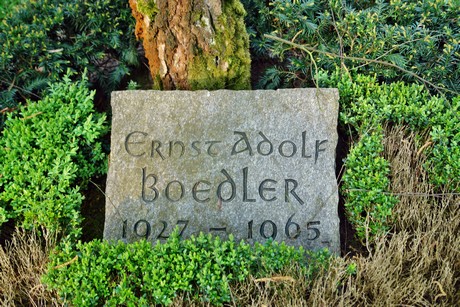 Ernst Adolf
Boedler
1927 - 1965